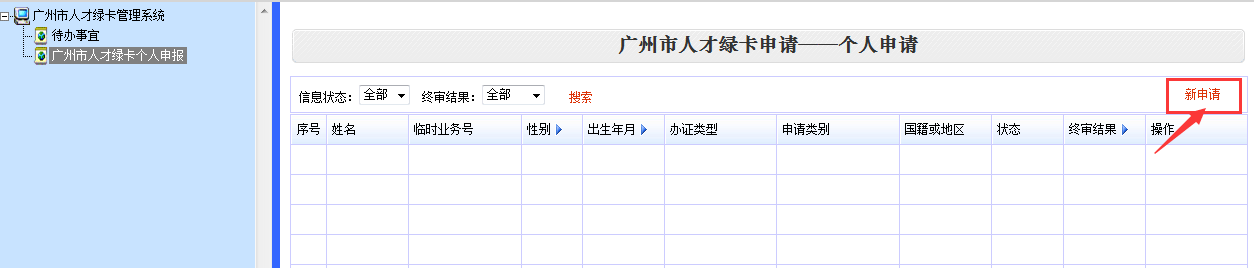 广州市人才绿卡管理系统
待办事宜
广州市人才绿卡个人申报
广州市人才绿卡申请——个人申请
信息状态： 全部 终审结果： 全部 搜索 新申请
序号 姓名 临时业务号 性别 出生年月 办证类型 申请类别 国籍或地区 状态 终审结果 操作